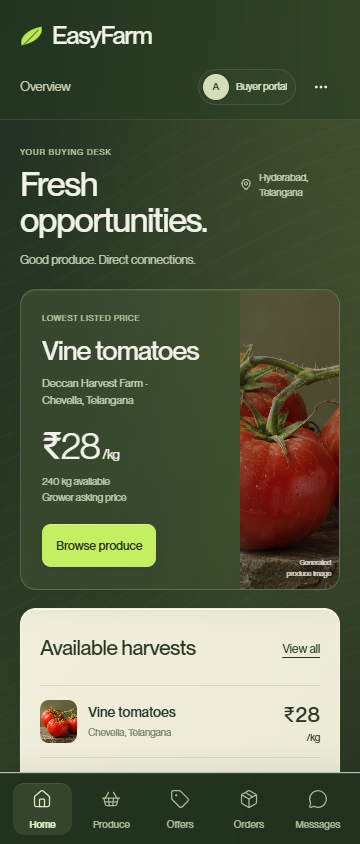 EasyFarm
Overview
A
Buyer portal
YOUR BUYING DESK
Fresh
opportunities.
Hyderabad,
Telangana
Good produce. Direct connections.
LOWEST LISTED PRICE
Vine tomatoes
Deccan Harvest Farm -
Chevella, Telangana
₹28/kg
240 kg available
Grower asking price
Browse produce
Generated
produce image
Available harvests
View all
Vine tomatoes
Chevella, Telangana
₹28
/kg
Home
Produce
Offers
Orders
Messages